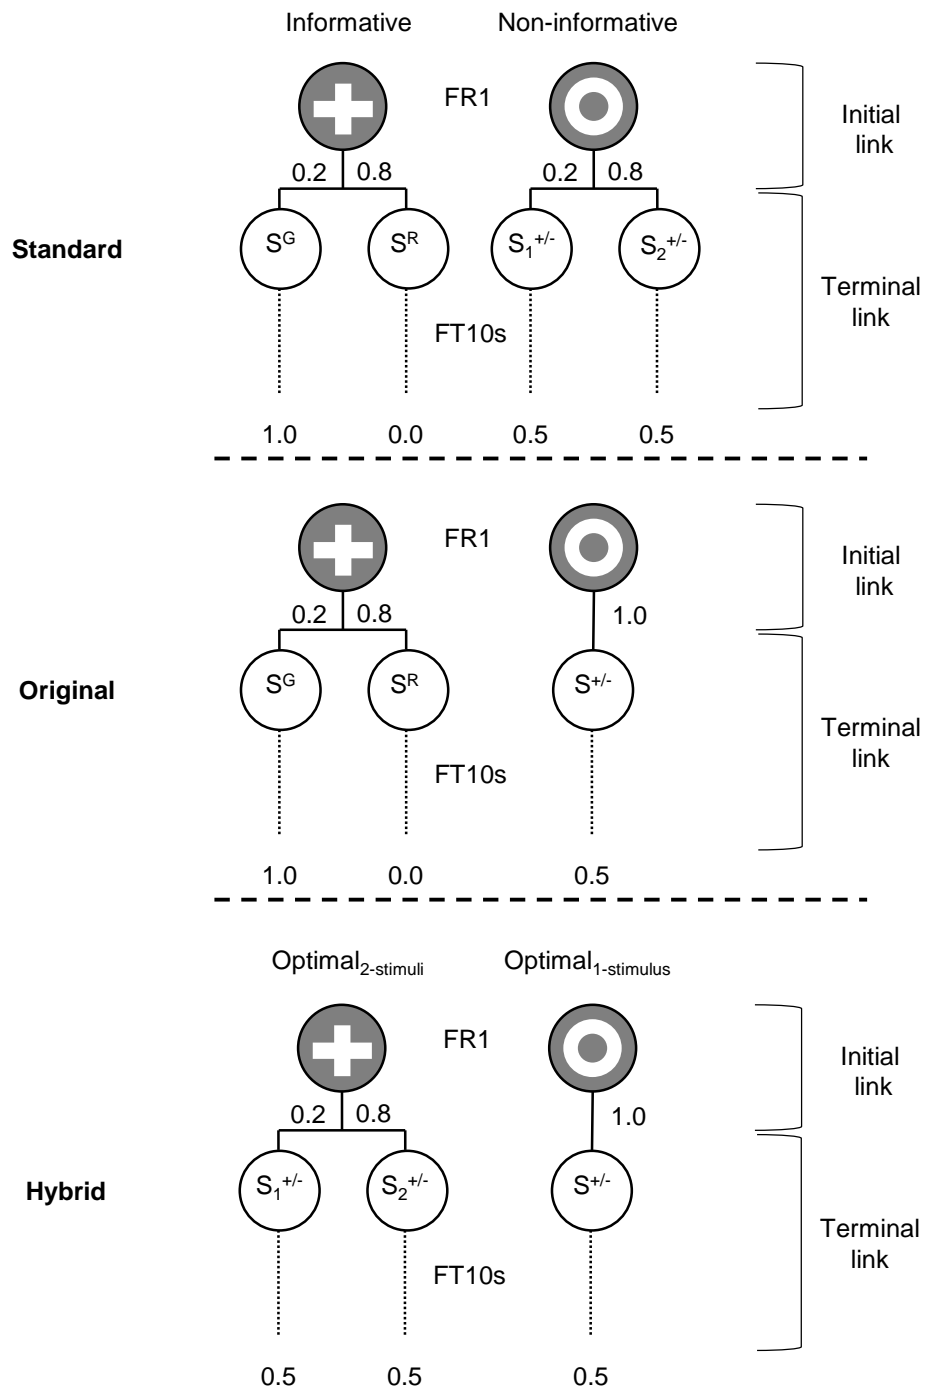 Informative Non-informative
FR1
Initial link
0.2 0.8 0.2 0.8
Standard
S^G S^R S_1^+/- S_2^+/-
Terminal link
FT10s
1.0 0.0 0.5 0.5
FR1
Initial link
0.2 0.8 1.0
Original
S^G S^R S^+/-
Terminal link
FT10s
1.0 0.0 0.5
Optimal_2-stimuli Optimal_1-stimulus
FR1
Initial link
0.2 0.8 1.0
Hybrid
S_1^+/- S_2^+/- S^+/-
Terminal link
FT10s
0.5 0.5 0.5